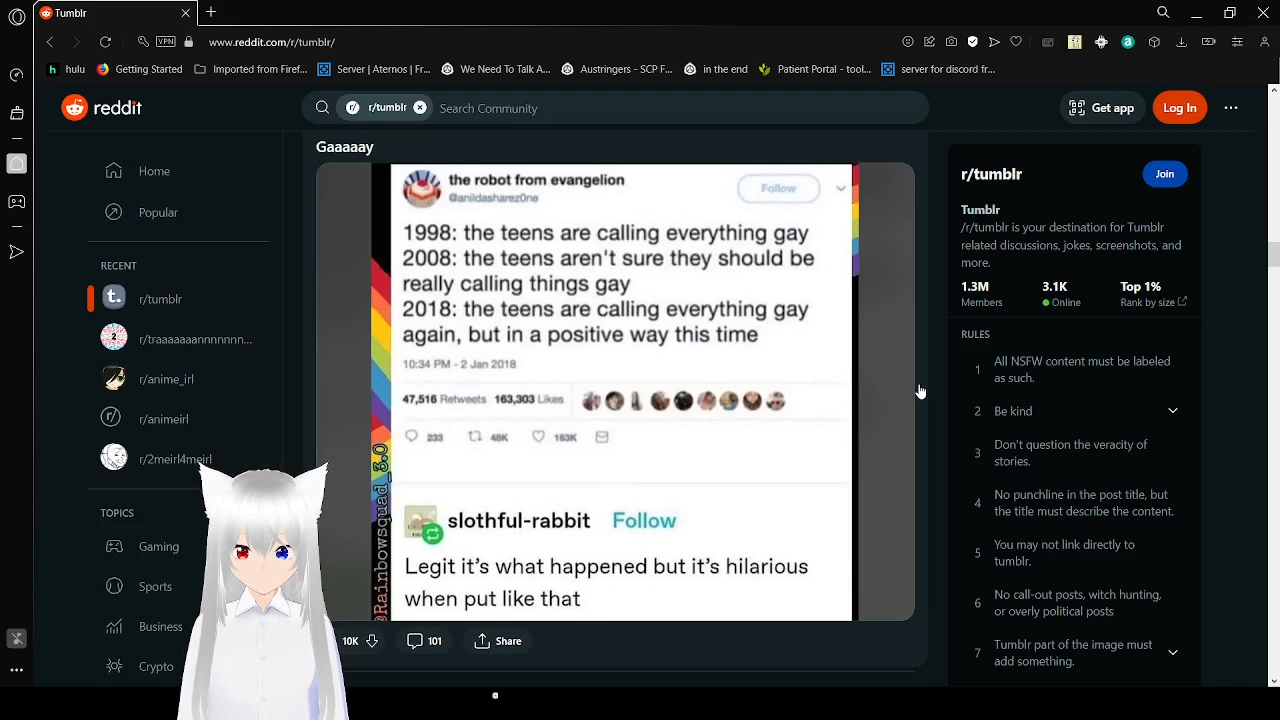 Tumblr
VPN
www.reddit.com/r/tumblr/
hulu
Getting Started
Imported from Firef...
Server | Aternos | Fr...
We Need To Talk A...
Austringers - SCP F...
in the end
Patient Portal - tool...
server for discord fr...
reddit
r/tumblr
Search Community
Get app
Log In
Home
Popular
RECENT
r/tumblr
r/traaaaaaannnnnnn...
r/anime_irl
r/animeirl
r/2meirl4meirl
TOPICS
Gaming
Sports
Business
Crypto
Gaaaaay
the robot from evangelion
@anildasharez0ne
Follow
1998: the teens are calling everything gay
2008: the teens aren't sure they should be
really calling things gay
2018: the teens are calling everything gay
again, but in a positive way this time
10:34 PM - 2 Jan 2018
47,516 Retweets 163,303 Likes
233 48K 163K
@Rainbowsquad_3.0
slothful-rabbit Follow
Legit it's what happened but it's hilarious
when put like that
10K
101
Share
r/tumblr
Join
Tumblr
/r/tumblr is your destination for Tumblr
related discussions, jokes, screenshots, and
more.
1.3M 3.1K Top 1%
Members Online Rank by size
RULES
1 All NSFW content must be labeled
as such.
2 Be kind
3 Don't question the veracity of
stories.
4 No punchline in the post title, but
the title must describe the content.
5 You may not link directly to
tumblr.
6 No call-out posts, witch hunting,
or overly political posts
7 Tumblr part of the image must
add something.